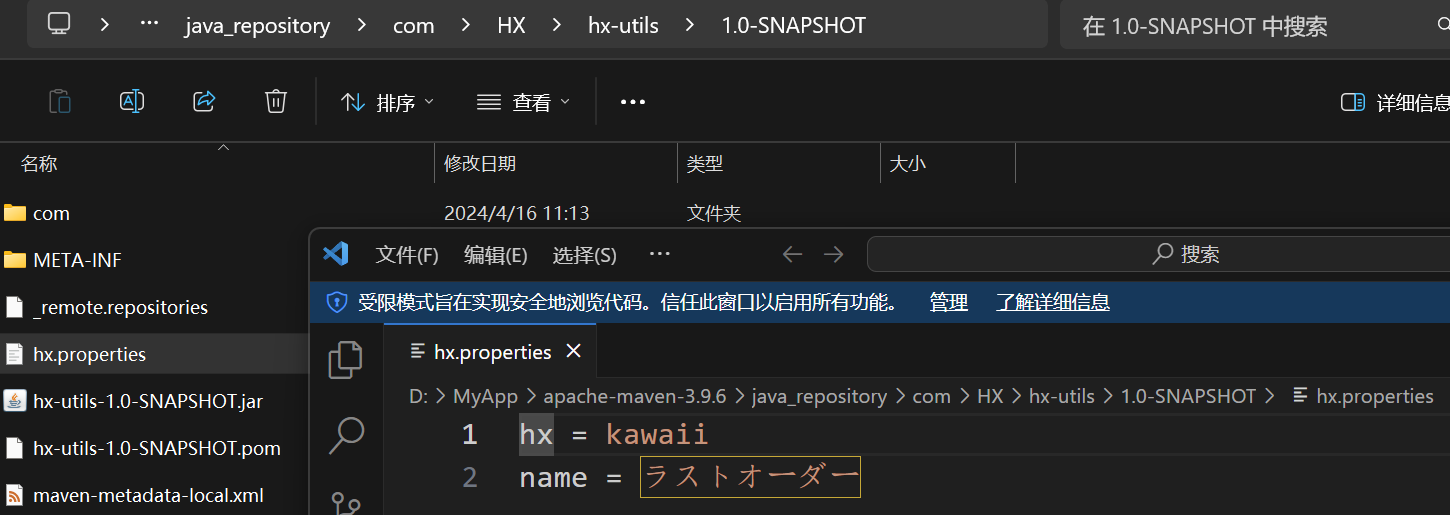 java_repository > com > HX > hx-utils > 1.0-SNAPSHOT
在 1.0-SNAPSHOT 中搜索
排序 查看 ··· 详细信息
名称 修改日期 类型 大小
com 2024/4/16 11:13 文件夹
META-INF
_remote.repositories
hx.properties
hx-utils-1.0-SNAPSHOT.jar
hx-utils-1.0-SNAPSHOT.pom
maven-metadata-local.xml
文件(F) 编辑(E) 选择(S) ··· 搜索
受限模式旨在实现安全地浏览代码。信任此窗口以启用所有功能。 管理 了解详细信息
hx.properties
D: > MyApp > apache-maven-3.9.6 > java_repository > com > HX > hx-utils > 1.0-SNAPSHOT > hx.properties
1 hx = kawaii
2 name = ラストオーダー